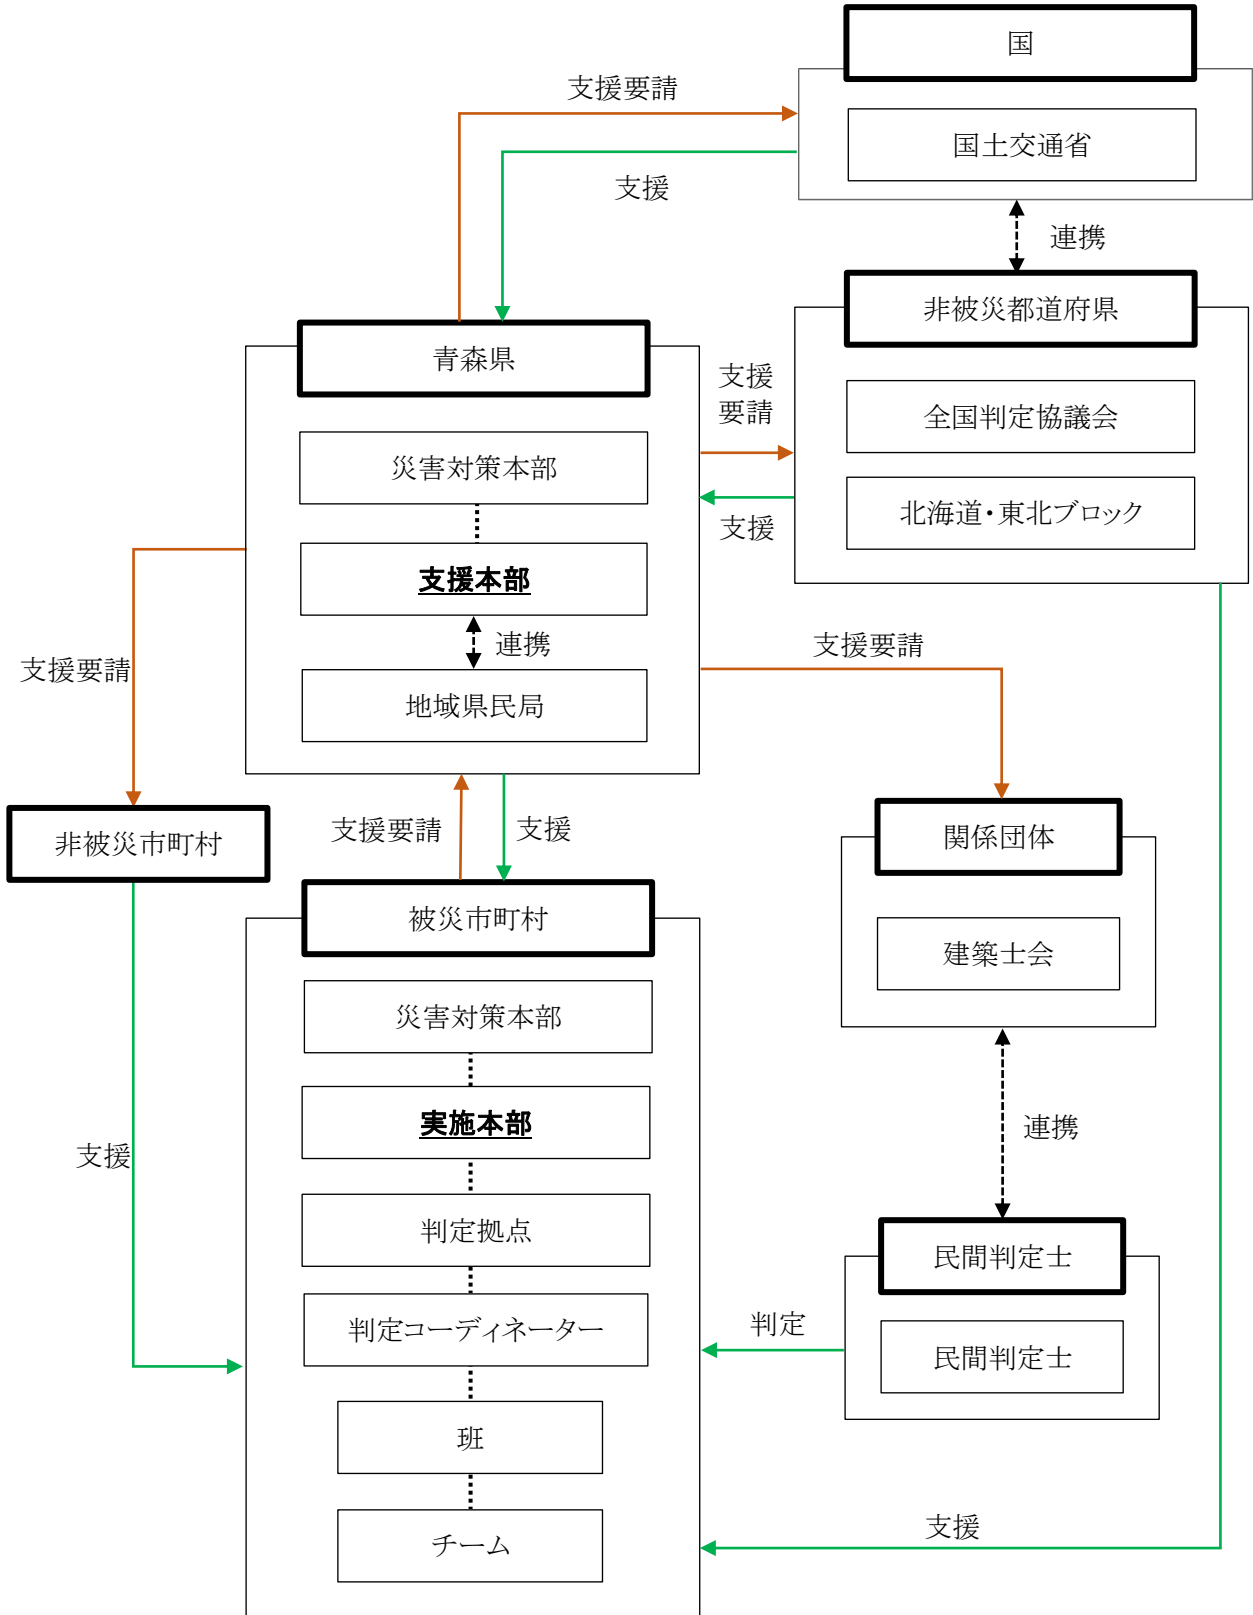 国
支援要請
国土交通省
支援
連携
非被災都道府県
青森県
支援
要請
全国判定協議会
災害対策本部
北海道・東北ブロック
支援
支援本部
連携
支援要請
支援要請
地域県民局
非被災市町村
支援要請
支援
関係団体
被災市町村
建築士会
災害対策本部
実施本部
連携
支援
判定拠点
民間判定士
判定コーディネーター
判定
民間判定士
班
チーム
支援